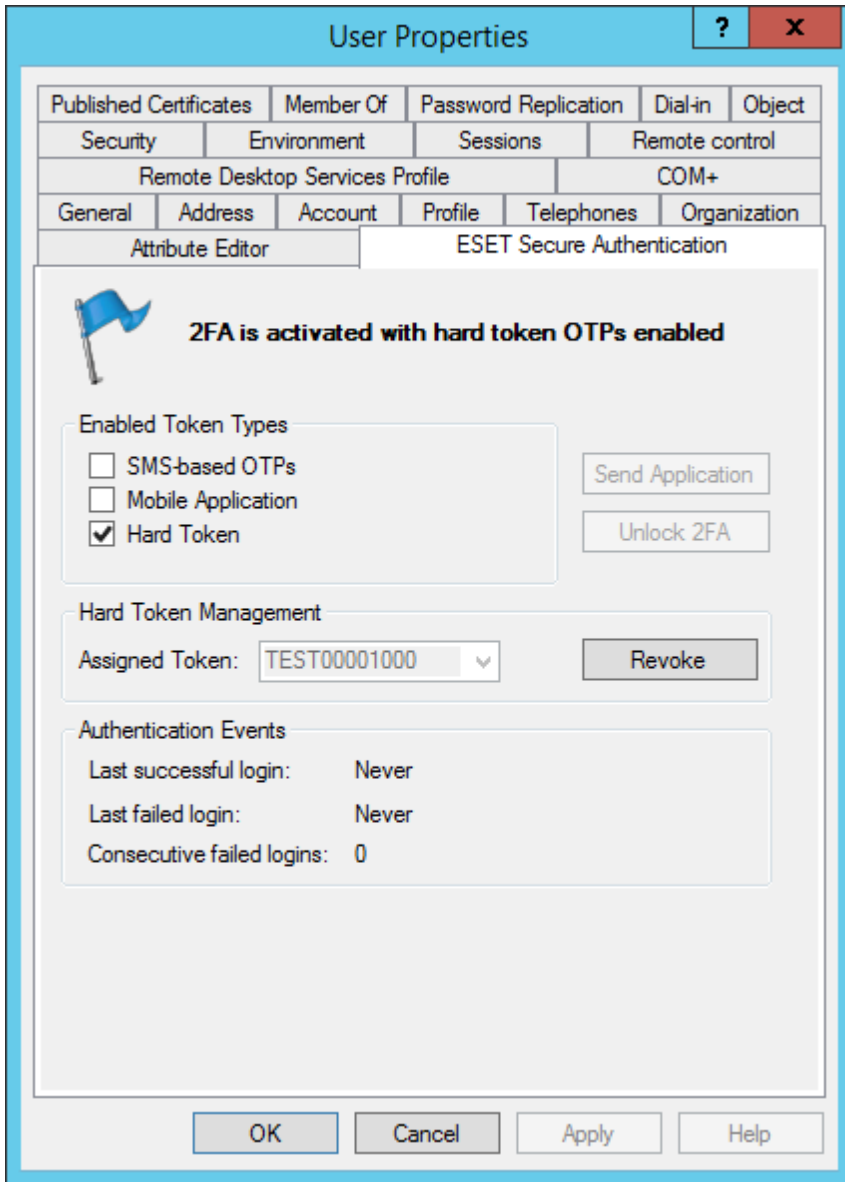 User Properties
?
x
Published Certificates Member Of Password Replication Dial-in Object
Security Environment Sessions Remote control
Remote Desktop Services Profile COM+
General Address Account Profile Telephones Organization
Attribute Editor ESET Secure Authentication
2FA is activated with hard token OTPs enabled
Enabled Token Types
SMS-based OTPs
Mobile Application
Hard Token
Send Application
Unlock 2FA
Hard Token Management
Assigned Token: TEST00001000 Revoke
Authentication Events
Last successful login: Never
Last failed login: Never
Consecutive failed logins: 0
OK Cancel Apply Help